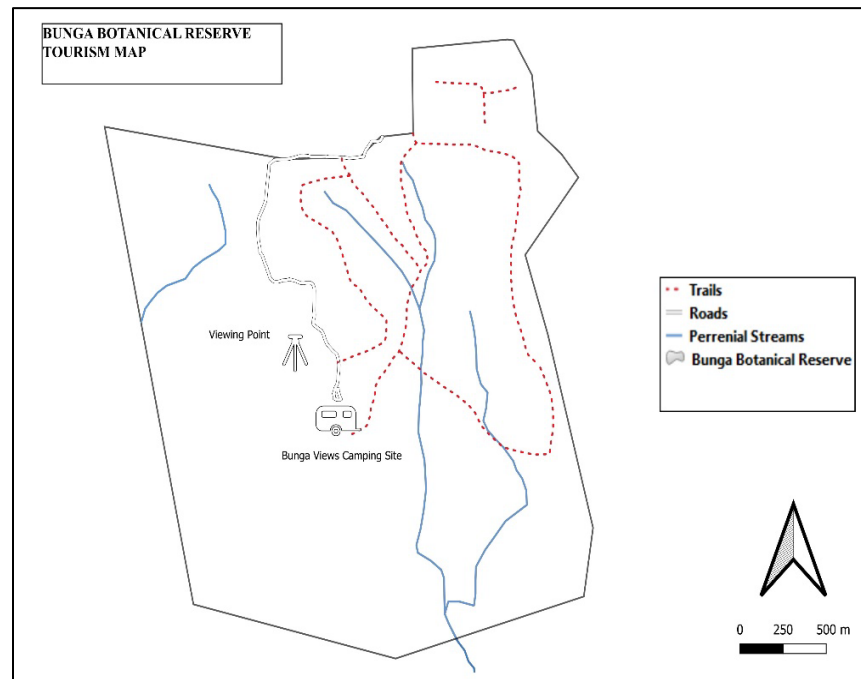 BUNGA BOTANICAL RESERVE
TOURISM MAP
Viewing Point
Bunga Views Camping Site
Trails
Roads
Perrenial Streams
Bunga Botanical Reserve
0 250 500 m